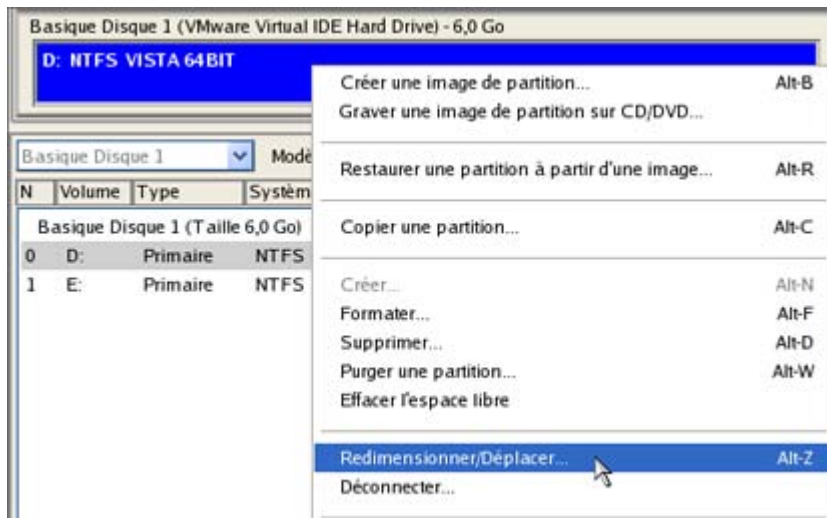 Basique Disque 1 (VMware Virtual IDE Hard Drive) - 6,0 Go
D: NTFS VISTA 64BIT
Créer une image de partition... Alt-B
Graver une image de partition sur CD/DVD...
Basique Disque 1 Modè
Restaurer une partition à partir d'une image... Alt-R
N Volume Type Systèm
Basique Disque 1 (Taille 6,0 Go)
Copier une partition... Alt-C
0 D: Primaire NTFS
1 E: Primaire NTFS
Créer... Alt-N
Formater... Alt-F
Supprimer... Alt-D
Purger une partition... Alt-W
Effacer l'espace libre
Redimensionner/Déplacer... Alt-Z
Déconnecter...